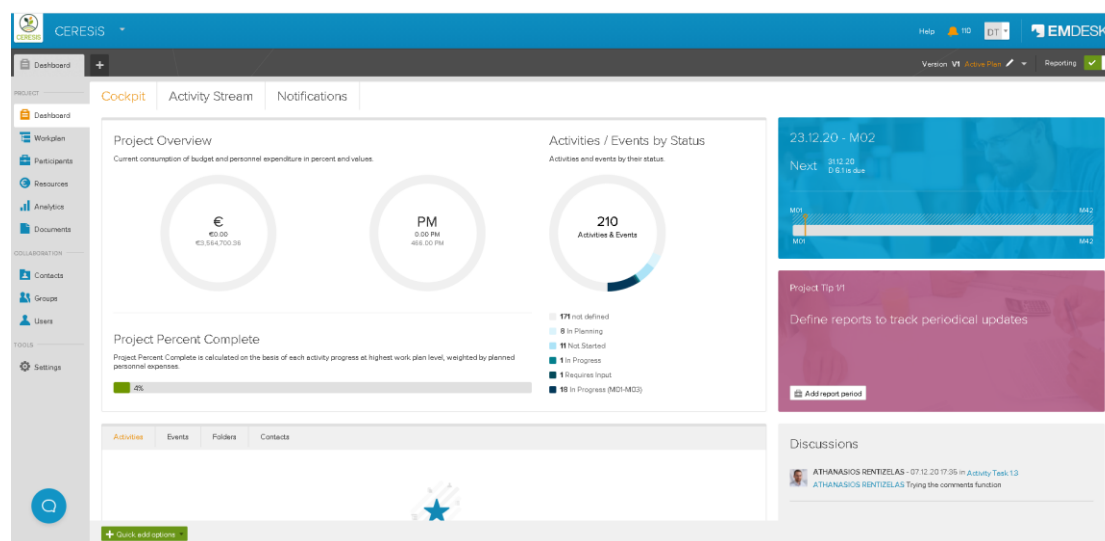 CERESiS
CERESiS
Help
110
DT
EMDESK
Dashboard
+
Version V1 Active Plan
Reporting
PROJECT
Dashboard
Workplan
Participants
Resources
Analytics
Documents
COLLABORATION
Contacts
Groups
Users
TOOLS
Settings
Cockpit
Activity Stream
Notifications
Project Overview
Current consumption of budget and personnel expenditure in percent and values.
€
€0.00
€3,564,700.36
PM
0.00 PM
466.00 PM
Project Percent Complete
Project Percent Complete is calculated on the basis of each activity progress at highest work plan level, weighted by planned
personnel expenses.
4%
Activities / Events by Status
Activities and events by their status.
210
Activities & Events
171 not defined
8 In Planning
11 Not Started
1 In Progress
1 Requires Input
18 In Progress (M01-M03)
23.12.20 - M02
Next
31.12.20
D 6.1 is due
M01
M42
M01
M42
Project Tip 1/1
Define reports to track periodical updates
Add report period
Activities
Events
Folders
Contacts
Discussions
ATHANASIOS RENTIZELAS - 07.12.20 17:35 in Activity Task 1.3
ATHANASIOS RENTIZELAS Trying the comments function
+ Quick add options